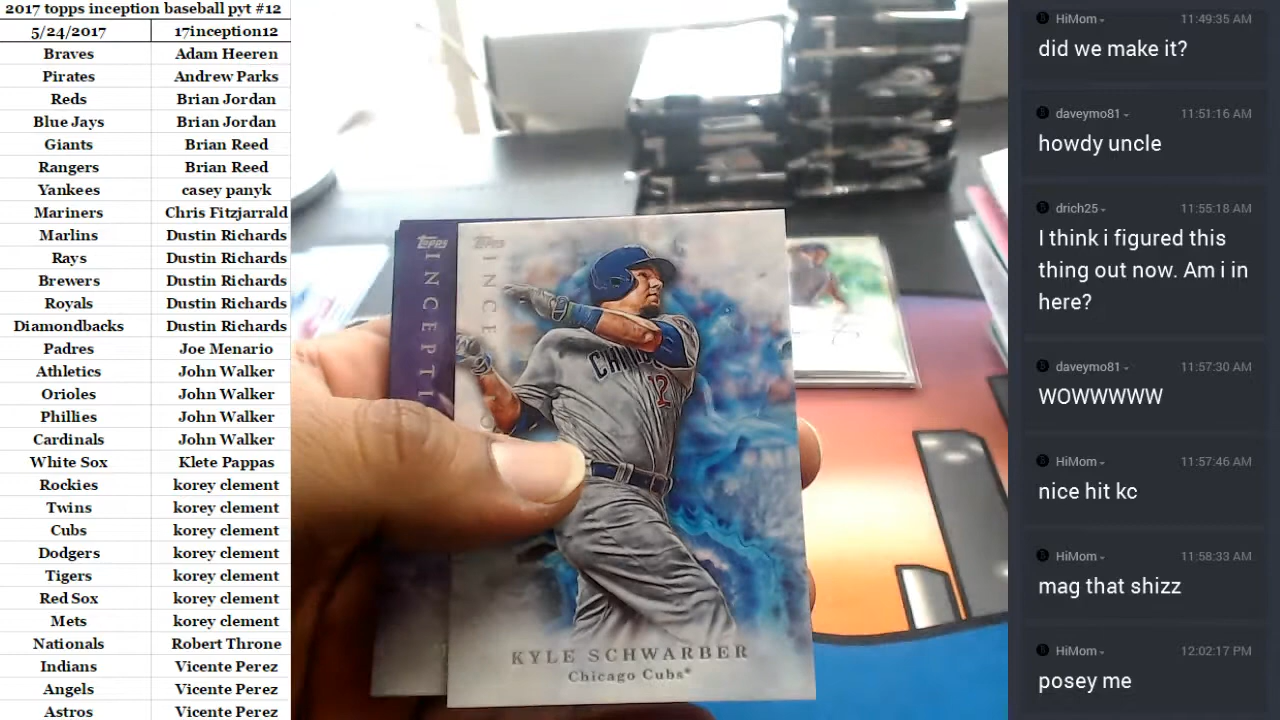 2017 topps inception baseball pyt #12
5/24/2017 17inception12
Braves Adam Heeren
Pirates Andrew Parks
Reds Brian Jordan
Blue Jays Brian Jordan
Giants Brian Reed
Rangers Brian Reed
Yankees casey panyk
Mariners Chris Fitzjarrald
Marlins Dustin Richards
Rays Dustin Richards
Brewers Dustin Richards
Royals Dustin Richards
Diamondbacks Dustin Richards
Padres Joe Menario
Athletics John Walker
Orioles John Walker
Phillies John Walker
Cardinals John Walker
White Sox Klete Pappas
Rockies korey clement
Twins korey clement
Cubs korey clement
Dodgers korey clement
Tigers korey clement
Red Sox korey clement
Mets korey clement
Nationals Robert Throne
Indians Vicente Perez
Angels Vicente Perez
Astros Vicente Perez
Topps
INCEPTI
Topps
INCE
12
KYLE SCHWARBER
Chicago Cubs®
HiMom 11:49:35 AM
did we make it?
daveymo81 11:51:16 AM
howdy uncle
drich25 11:55:18 AM
I think i figured this
thing out now. Am i in
here?
daveymo81 11:57:30 AM
WOWWWWW
HiMom 11:57:46 AM
nice hit kc
HiMom 11:58:33 AM
mag that shizz
HiMom 12:02:17 PM
posey me